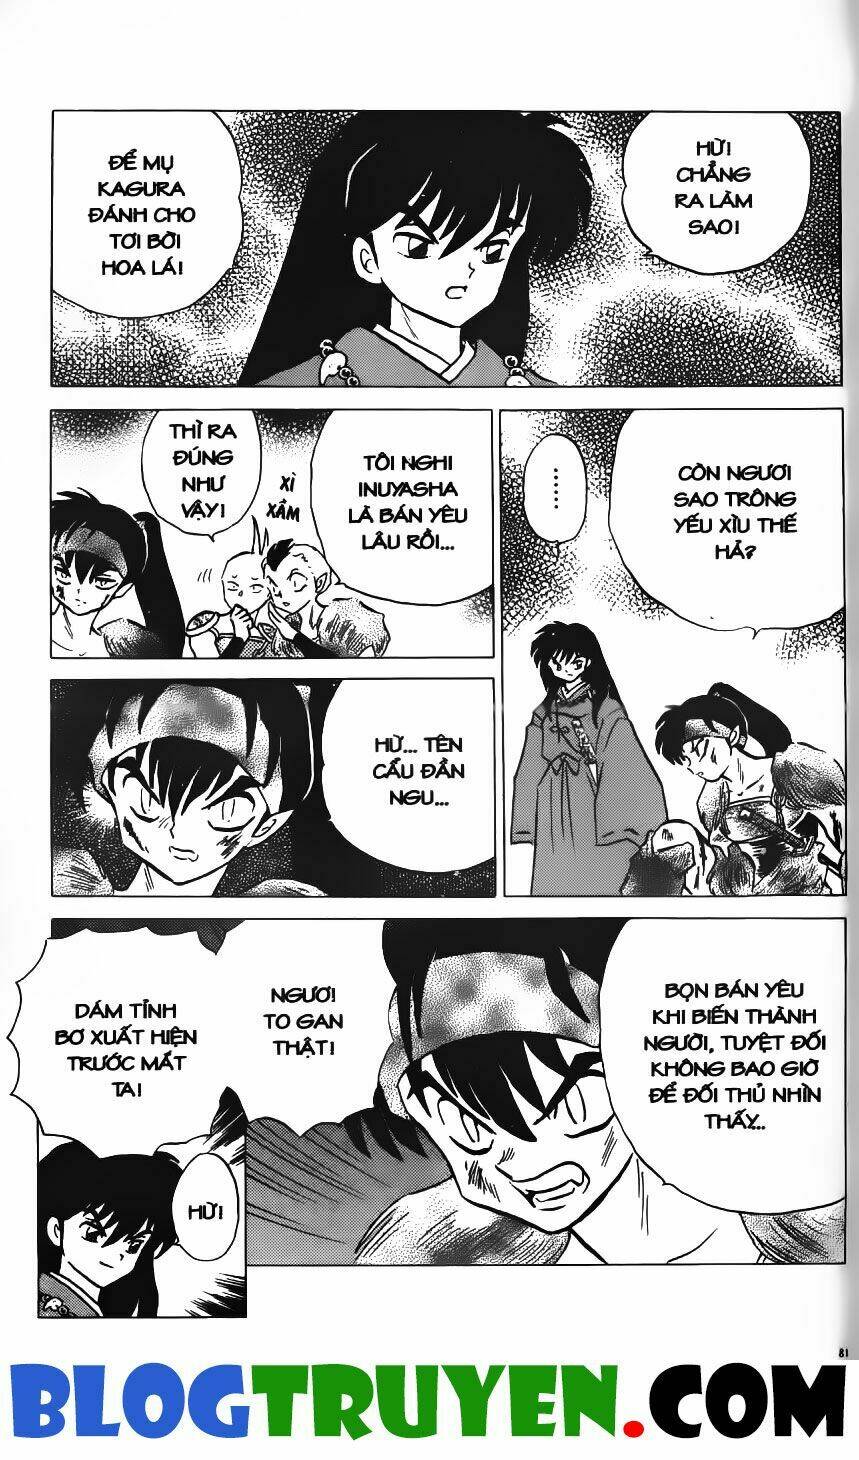 HỪ!
CHẲNG
RA LÀM
SAO!
ĐỂ MỤ
KAGURA
ĐÁNH CHO
TƠI BỜI
HOA LÁ!
CÒN NGƯƠI
SAO TRÔNG
YẾU XÌU THẾ
HẢ?
......
TÔI NGHI
INUYASHA
LÀ BÁN YÊU
LÂU RỒI...
XÌ
XẦM
THÌ RA
ĐÚNG
NHƯ
VẬY!
HỪ... TÊN
CẨU ĐẦN
NGU...
BỌN BÁN YÊU
KHI BIẾN THÀNH
NGƯỜI, TUYỆT ĐỐI
KHÔNG BAO GIỜ
ĐỂ ĐỐI THỦ NHÌN
THẤY...
NGƯƠI
TO GAN
THẬT!
DÁM TỈNH
BƠ XUẤT HIỆN
TRƯỚC MẮT
TA!
HỪ!
81
BLOGTRUYEN.COM